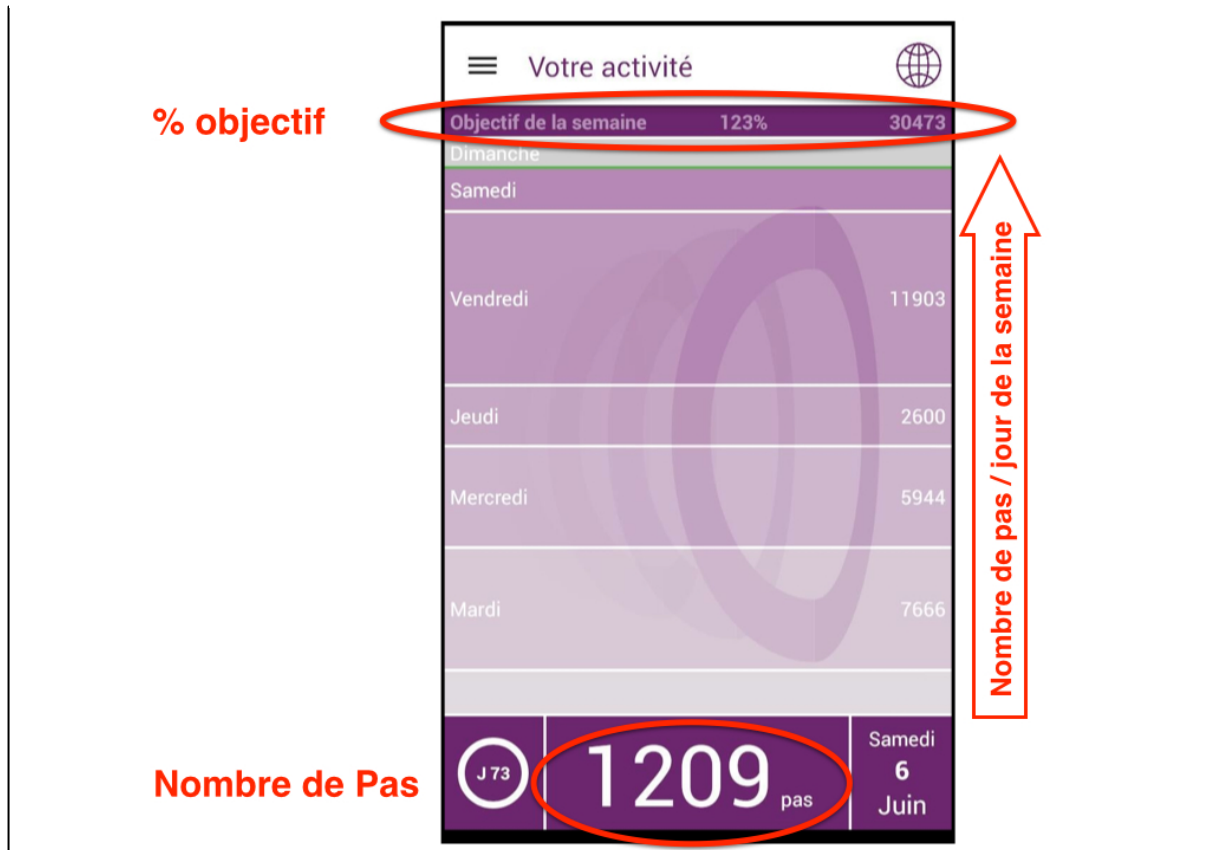 Votre activité
% objectif
Objectif de la semaine 123% 30473
Dimanche
Samedi
Vendredi 11903
Jeudi 2600
Mercredi 5944
Mardi 7666
Nombre de pas / jour de la semaine
Nombre de Pas
J 73
1209 pas
Samedi
6
Juin